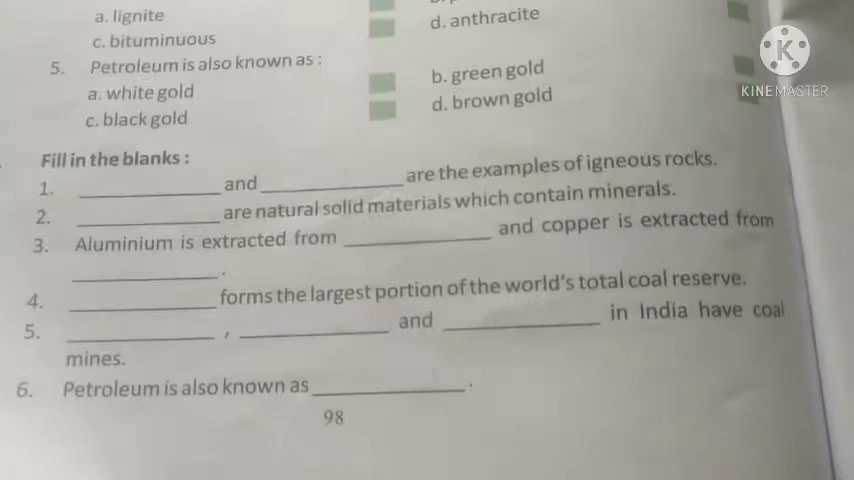 a. lignite
d. anthracite
c. bituminuous
5. Petroleum is also known as :
a. white gold
b. green gold
c. black gold
d. brown gold
K
KINEMASTER
Fill in the blanks :
1. ____________ and ____________ are the examples of igneous rocks.
2. ____________ are natural solid materials which contain minerals.
3. Aluminium is extracted from ____________ and copper is extracted from
____________.
4. ____________ forms the largest portion of the world's total coal reserve.
5. ____________, ____________ and ____________ in India have coal
mines.
6. Petroleum is also known as ____________.
98